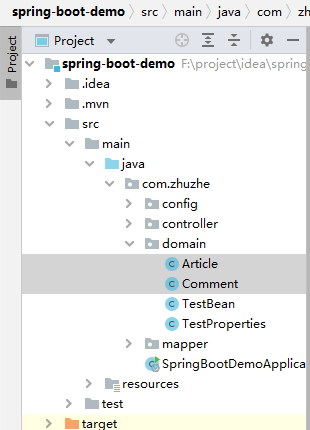 spring-boot-demo src main java com zh
Project
Project
spring-boot-demo F:\project\idea\spring
.idea
.mvn
src
main
java
com.zhuzhe
config
controller
domain
Article
Comment
TestBean
TestProperties
mapper
SpringBootDemoApplica
resources
test
target